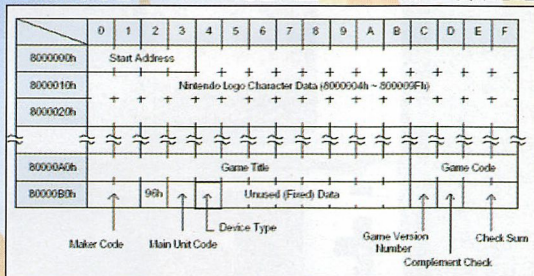 0 1 2 3 4 5 6 7 8 9 A B C D E F
8000000h Start Address
8000010h Nintendo Logo Character Data (8000004h ~ 800009Fh)
8000020h
80000A0h Game Title Game Code
80000B0h 96h Unused (Fixed) Data
Device Type
Maker Code Main Unit Code Game Version Number Check Sum
Complement Check